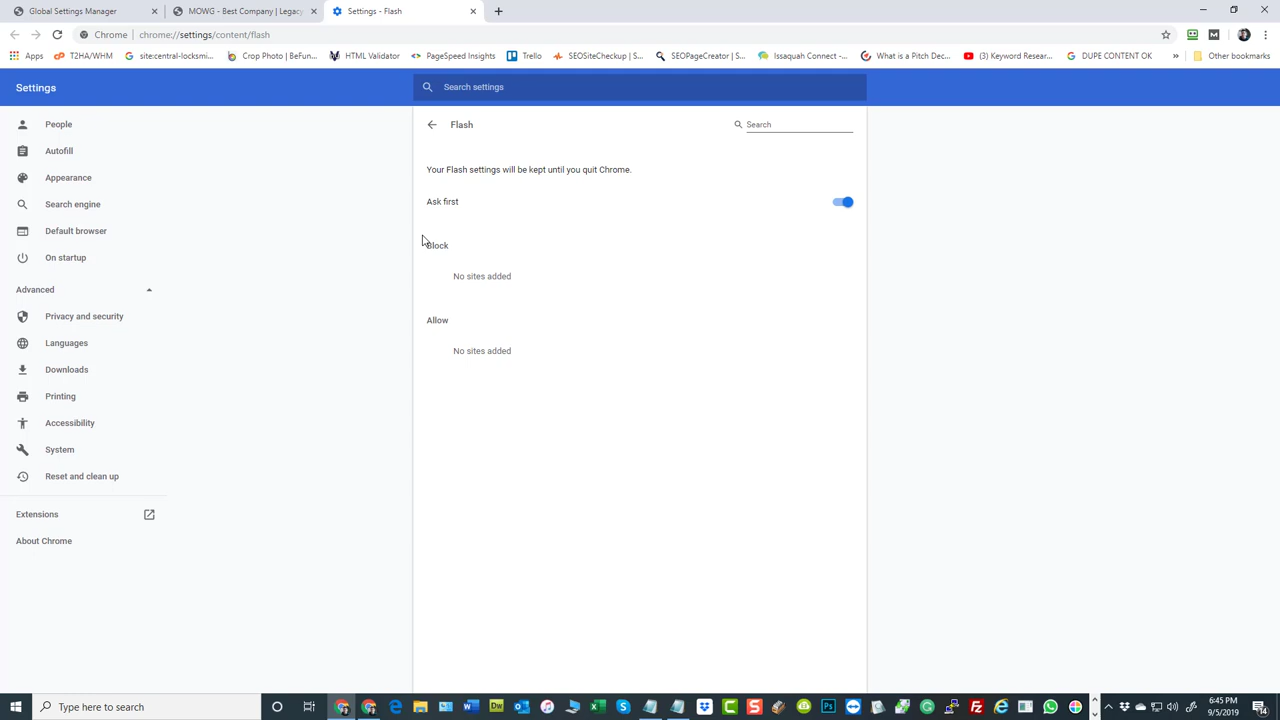 Global Settings Manager
MOWG - Best Company | Legacy
Settings - Flash
Chrome | chrome://settings/content/flash
Apps T2HA/WHM site:central-locksmi... Crop Photo | BeFun... HTML Validator PageSpeed Insights Trello SEOSiteCheckup | S... SEOPageCreator | S... Issaquah Connect -... What is a Pitch Dec... (3) Keyword Resear... DUPE CONTENT OK » Other bookmarks
Settings
Search settings
People
Autofill
Appearance
Search engine
Default browser
On startup
Advanced
Privacy and security
Languages
Downloads
Printing
Accessibility
System
Reset and clean up
Extensions
About Chrome
Flash
Search
Your Flash settings will be kept until you quit Chrome.
Ask first
Block
No sites added
Allow
No sites added
Type here to search
6:45 PM
9/5/2019